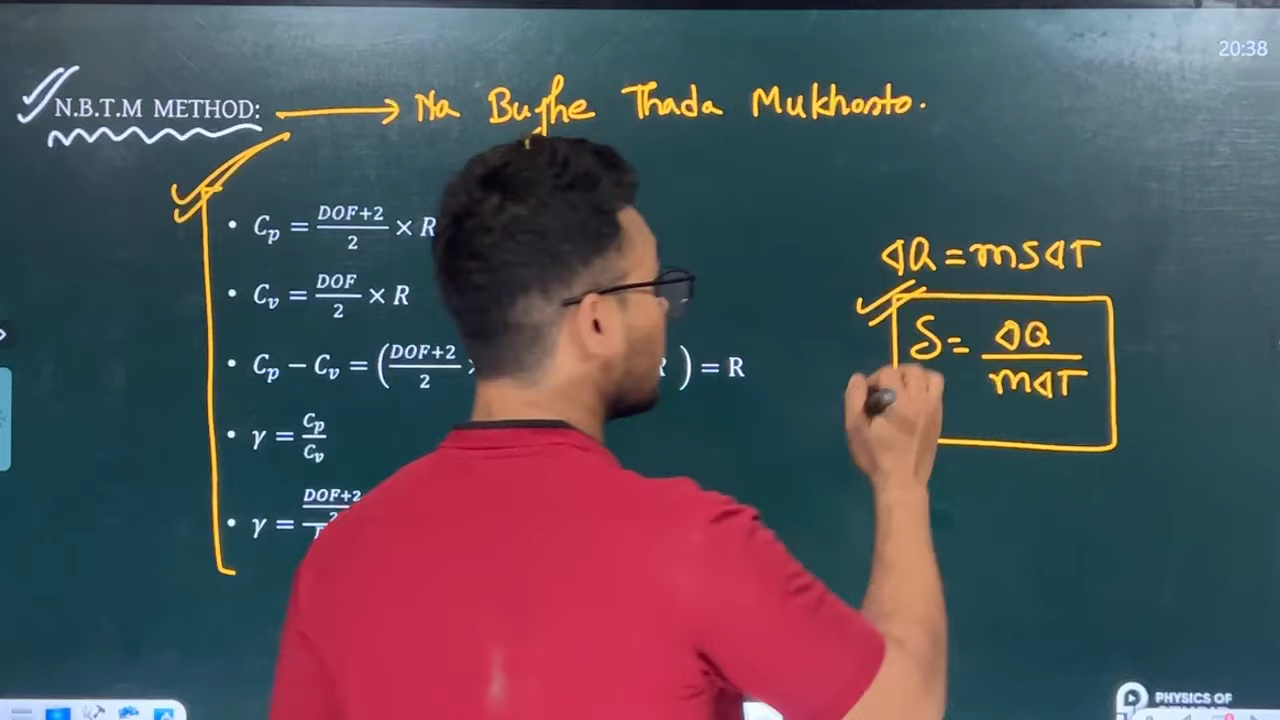 20:38
N.B.T.M METHOD: → Na Bujhe Thada Mukhosto.
• C_p = (DOF+2)/2 × R
• C_v = DOF/2 × R
• C_p − C_v = ((DOF+2)/2 ) = R
• γ = C_p/C_v
• γ = DOF+2
ΔQ = msΔT
S = ΔQ/mΔT
PHYSICS OF